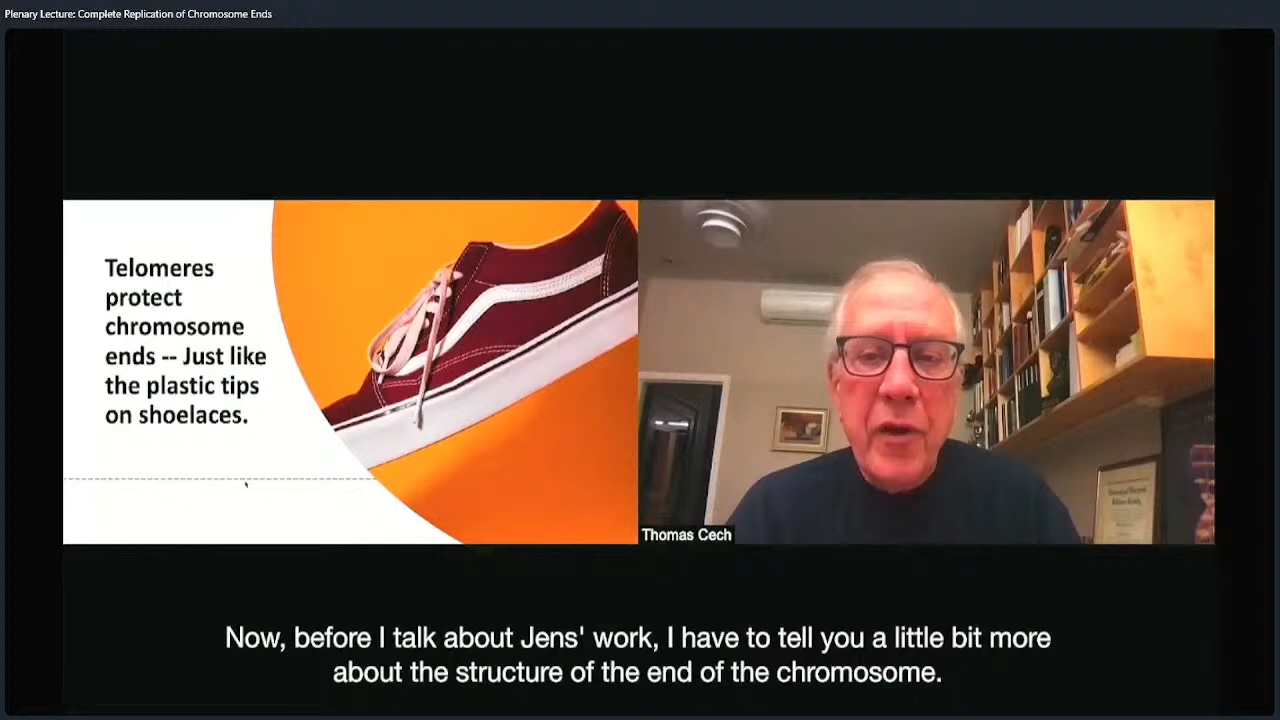 Plenary Lecture: Complete Replication of Chromosome Ends
Telomeres
protect
chromosome
ends -- Just like
the plastic tips
on shoelaces.
Thomas Cech
Now, before I talk about Jens' work, I have to tell you a little bit more
about the structure of the end of the chromosome.